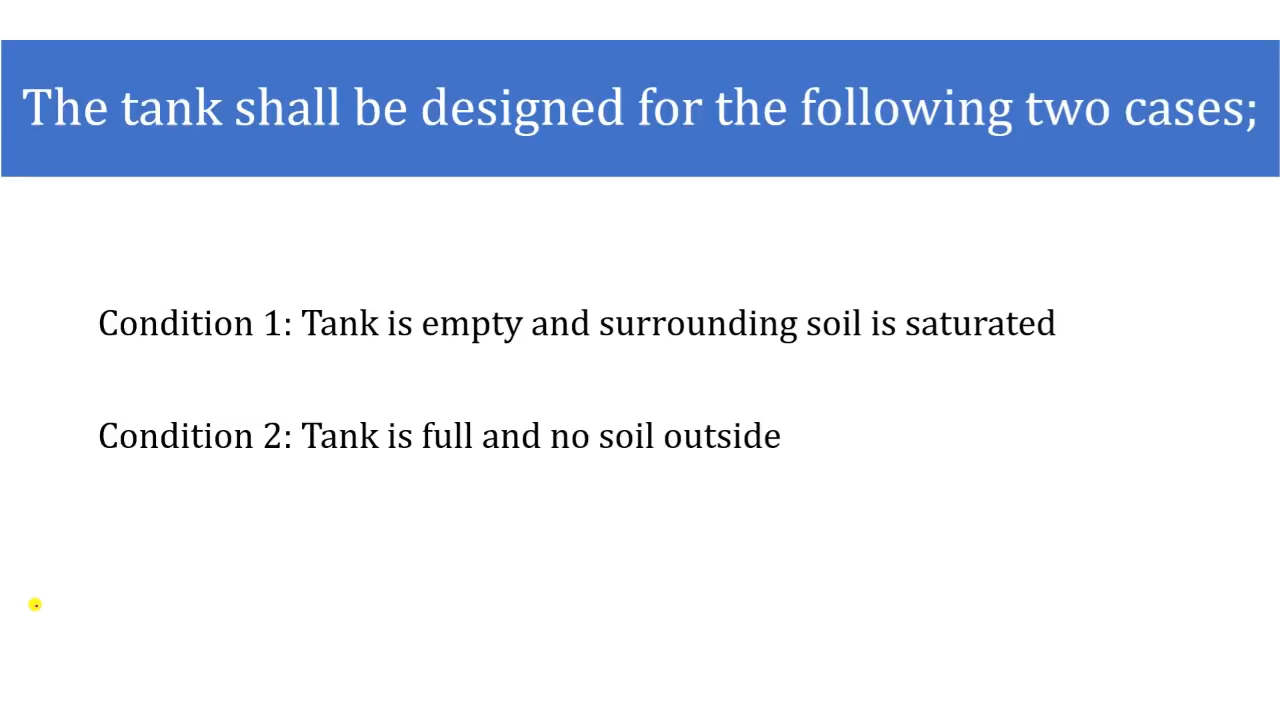 The tank shall be designed for the following two cases;
Condition 1: Tank is empty and surrounding soil is saturated
Condition 2: Tank is full and no soil outside